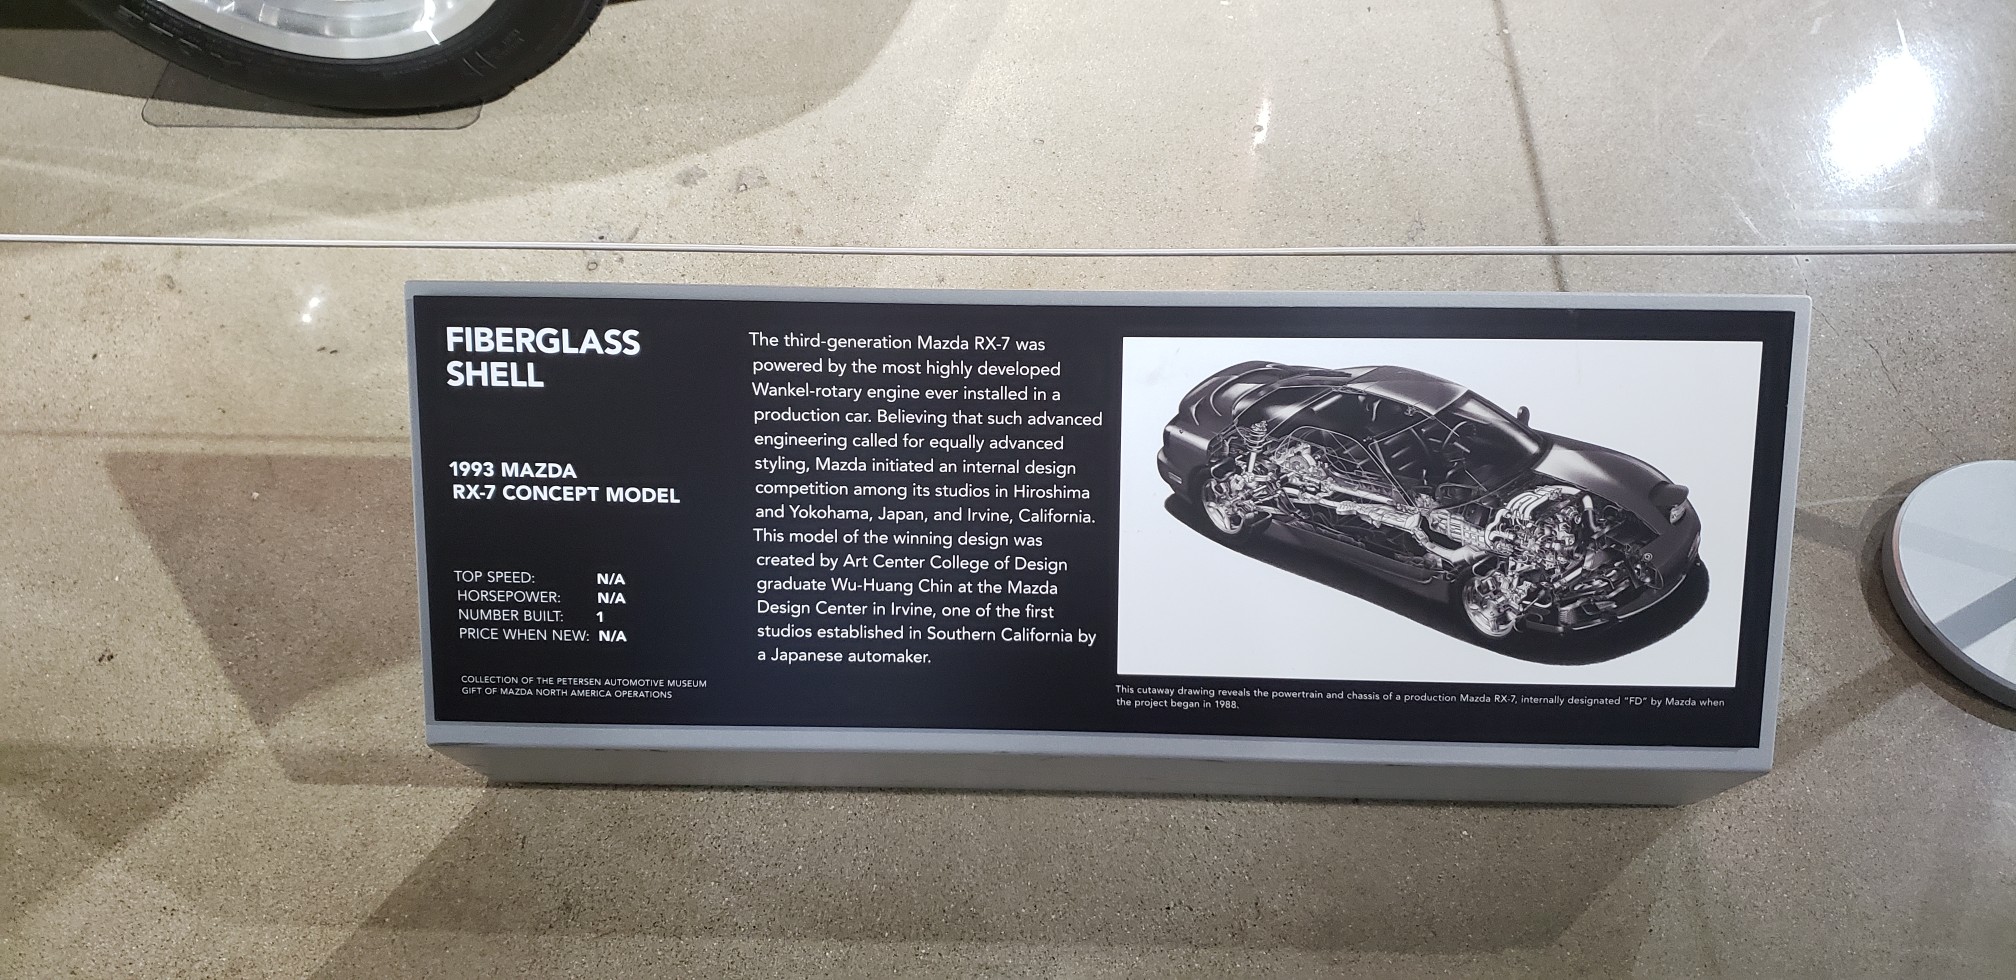 FIBERGLASS
SHELL
1993 MAZDA
RX-7 CONCEPT MODEL
TOP SPEED: N/A
HORSEPOWER: N/A
NUMBER BUILT: 1
PRICE WHEN NEW: N/A
COLLECTION OF THE PETERSEN AUTOMOTIVE MUSEUM
GIFT OF MAZDA NORTH AMERICA OPERATIONS
The third-generation Mazda RX-7 was
powered by the most highly developed
Wankel-rotary engine ever installed in a
production car. Believing that such advanced
engineering called for equally advanced
styling, Mazda initiated an internal design
competition among its studios in Hiroshima
and Yokohama, Japan, and Irvine, California.
This model of the winning design was
created by Art Center College of Design
graduate Wu-Huang Chin at the Mazda
Design Center in Irvine, one of the first
studios established in Southern California by
a Japanese automaker.
This cutaway drawing reveals the powertrain and chassis of a production Mazda RX-7, internally designated "FD" by Mazda when
the project began in 1988.